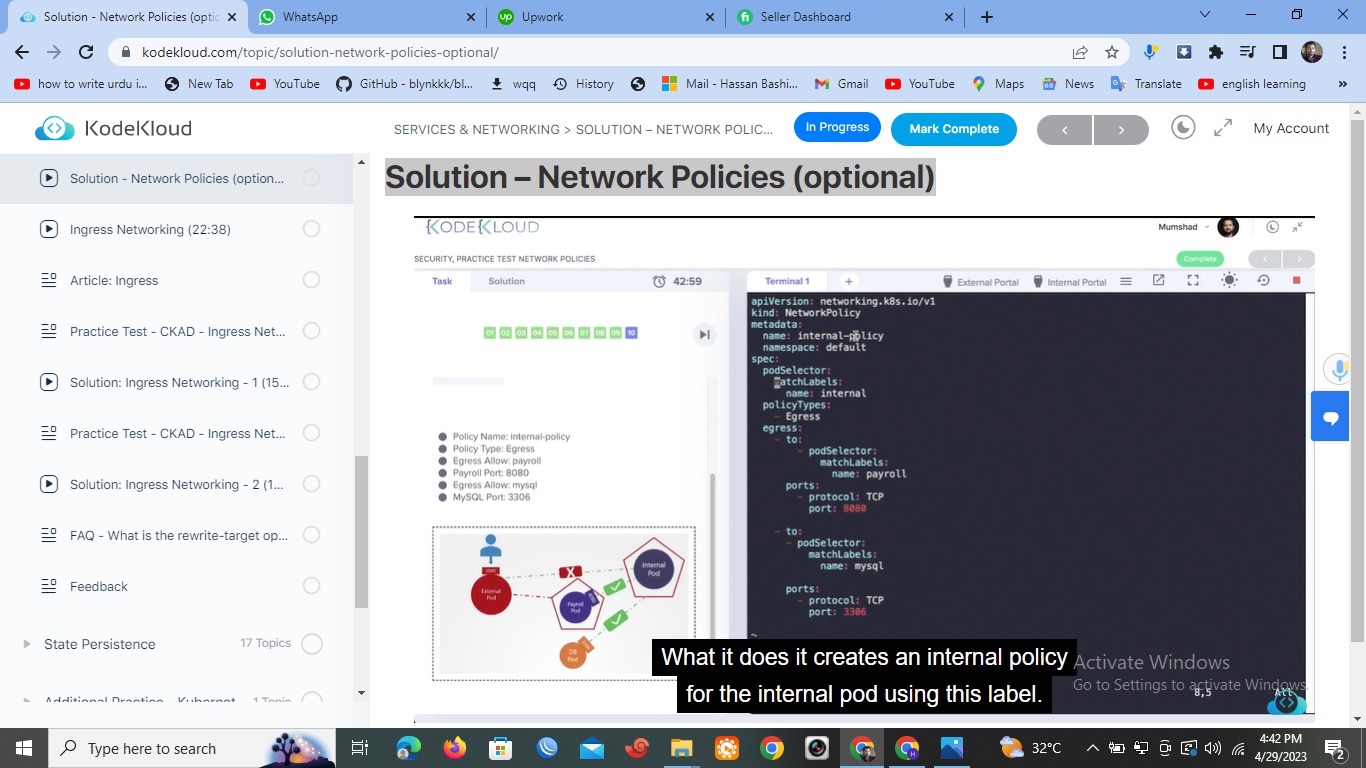 Solution - Network Policies (optic
WhatsApp
Upwork
Seller Dashboard
kodekloud.com/topic/solution-network-policies-optional/
how to write urdu i...
New Tab
YouTube
GitHub - blynkkk/bl...
wqq
History
Mail - Hassan Bashi...
Gmail
YouTube
Maps
News
Translate
english learning
KodeKloud
SERVICES & NETWORKING > SOLUTION – NETWORK POLIC...
In Progress
Mark Complete
My Account
Solution - Network Policies (option...
Ingress Networking (22:38)
Article: Ingress
Practice Test - CKAD - Ingress Net...
Solution: Ingress Networking - 1 (15...
Practice Test - CKAD - Ingress Net...
Solution: Ingress Networking - 2 (1...
FAQ - What is the rewrite-target op...
Feedback
State Persistence
17 Topics
Additional Practice - Kubernet
1 Topic
Solution – Network Policies (optional)
KODEKLOUD
Mumshad
SECURITY, PRACTICE TEST NETWORK POLICIES
Complete
Task
Solution
42:59
01 02 03 04 05 06 07 08 09 10
Policy Name: internal-policy
Policy Type: Egress
Egress Allow: payroll
Payroll Port: 8080
Egress Allow: mysql
MySQL Port: 3306
Internal
Pod
External
Pod
Payroll
Pod
DB
Pod
Terminal 1
+
External Portal
Internal Portal
apiVersion: networking.k8s.io/v1
kind: NetworkPolicy
metadata:
name: internal-policy
namespace: default
spec:
podSelector:
matchLabels:
name: internal
policyTypes:
- Egress
egress:
- to:
- podSelector:
matchLabels:
name: payroll
ports:
- protocol: TCP
port: 8080
- to:
- podSelector:
matchLabels:
name: mysql
ports:
- protocol: TCP
port: 3306
~
8,5
All
What it does it creates an internal policy
for the internal pod using this label.
Activate Windows
Go to Settings to activate Windows.
Type here to search
32°C
4:42 PM
4/29/2023
2